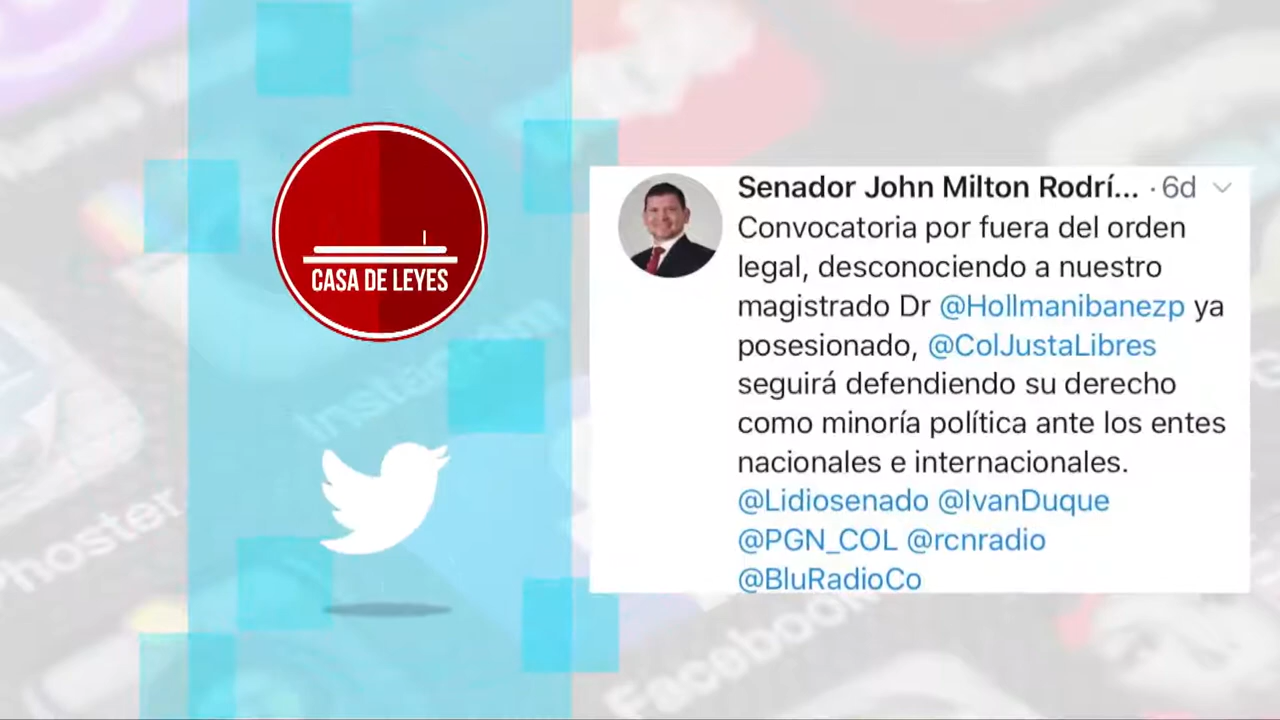 CASA DE LEYES
Senador John Milton Rodrí... · 6d
Convocatoria por fuera del orden
legal, desconociendo a nuestro
magistrado Dr @Hollmanibanezp ya
posesionado, @ColJustaLibres
seguirá defendiendo su derecho
como minoría política ante los entes
nacionales e internacionales.
@Lidiosenado @IvanDuque
@PGN_COL @rcnradio
@BluRadioCo
Phoster
Facebook